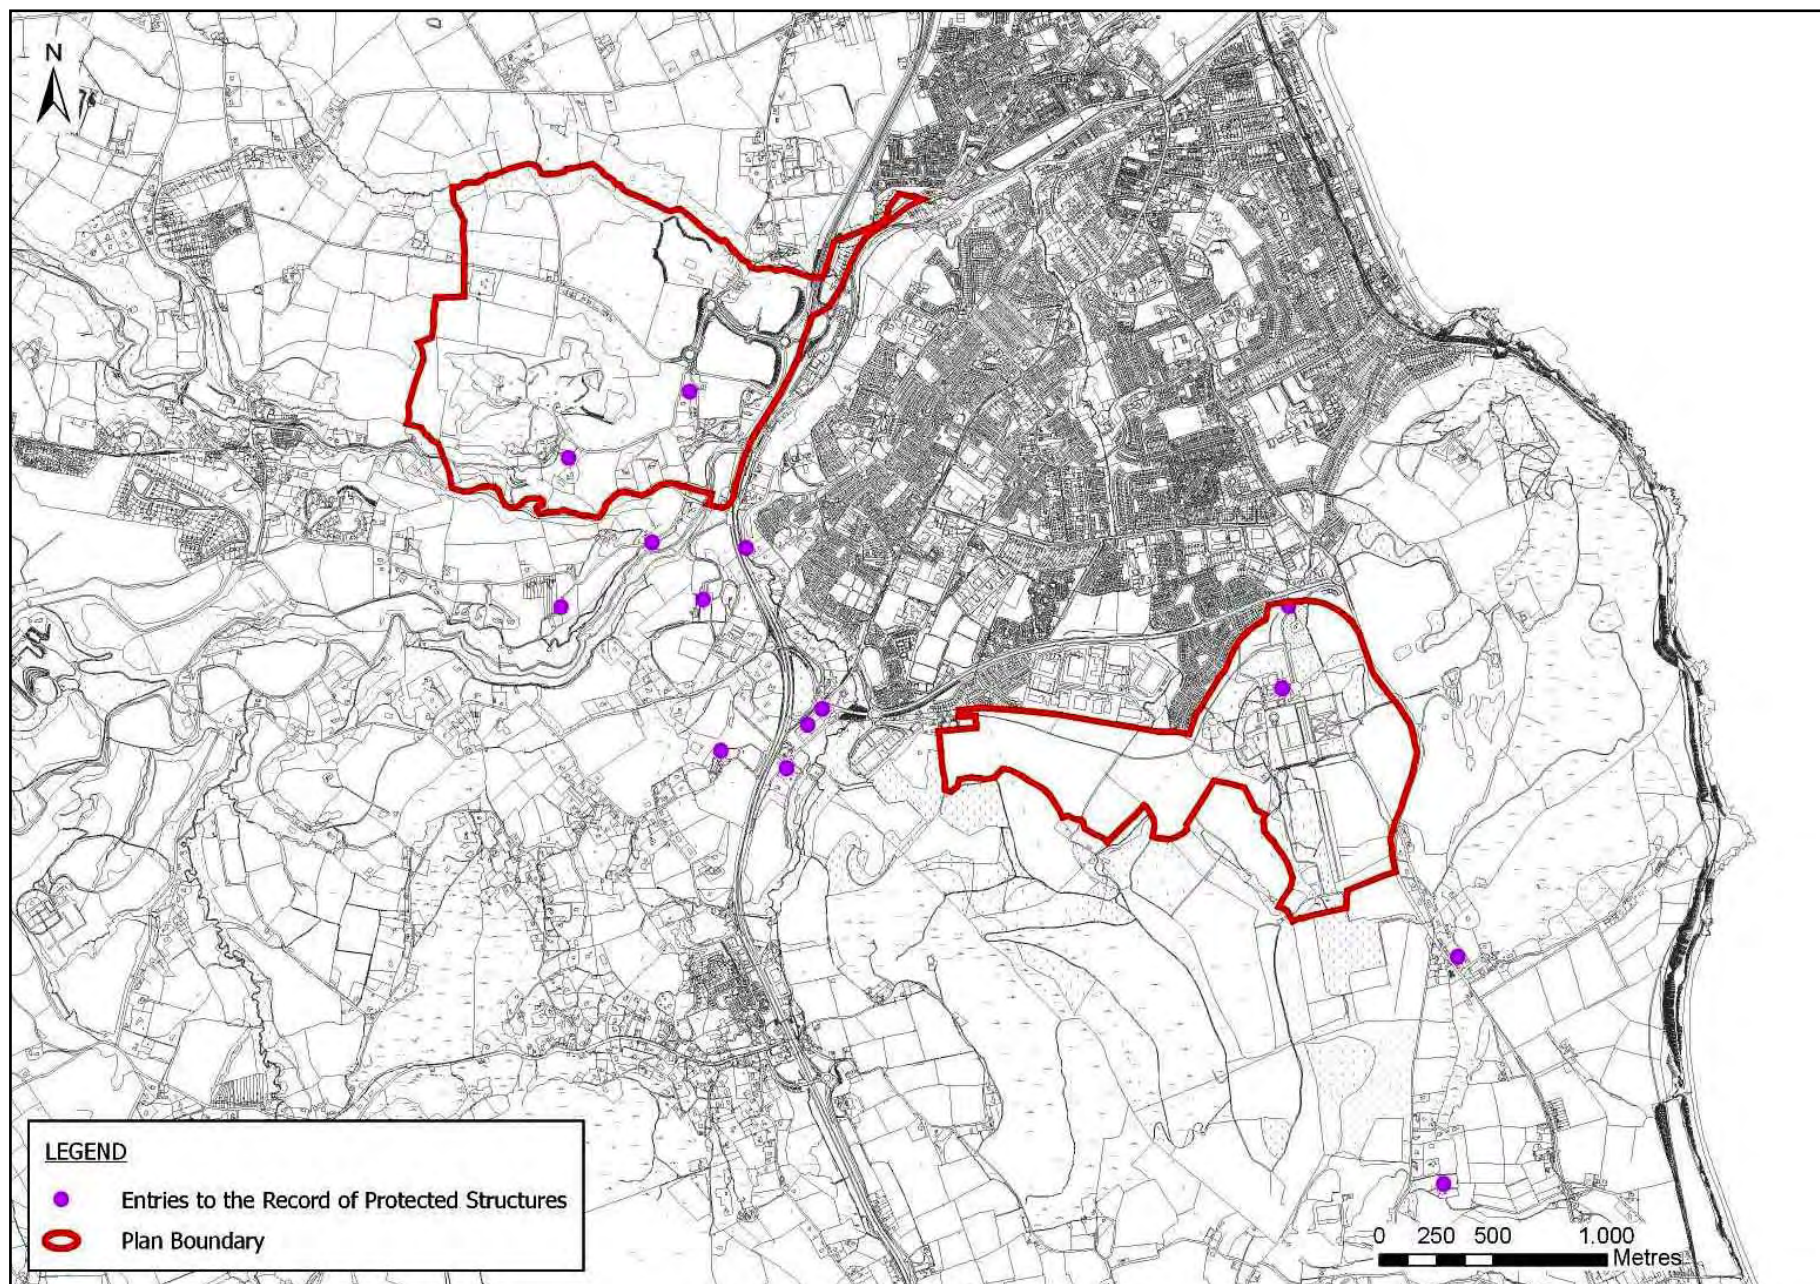 N
LEGEND
Entries to the Record of Protected Structures
Plan Boundary
0 250 500 1,000
Metres